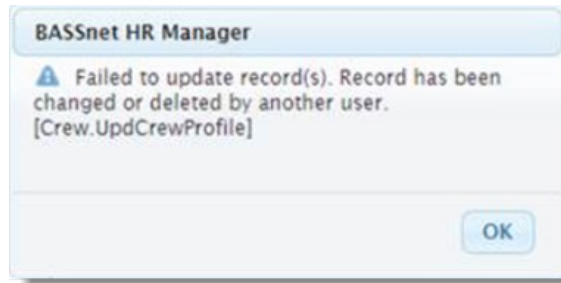 BASSnet HR Manager
Failed to update record(s). Record has been
changed or deleted by another user.
[Crew.UpdCrewProfile]
OK